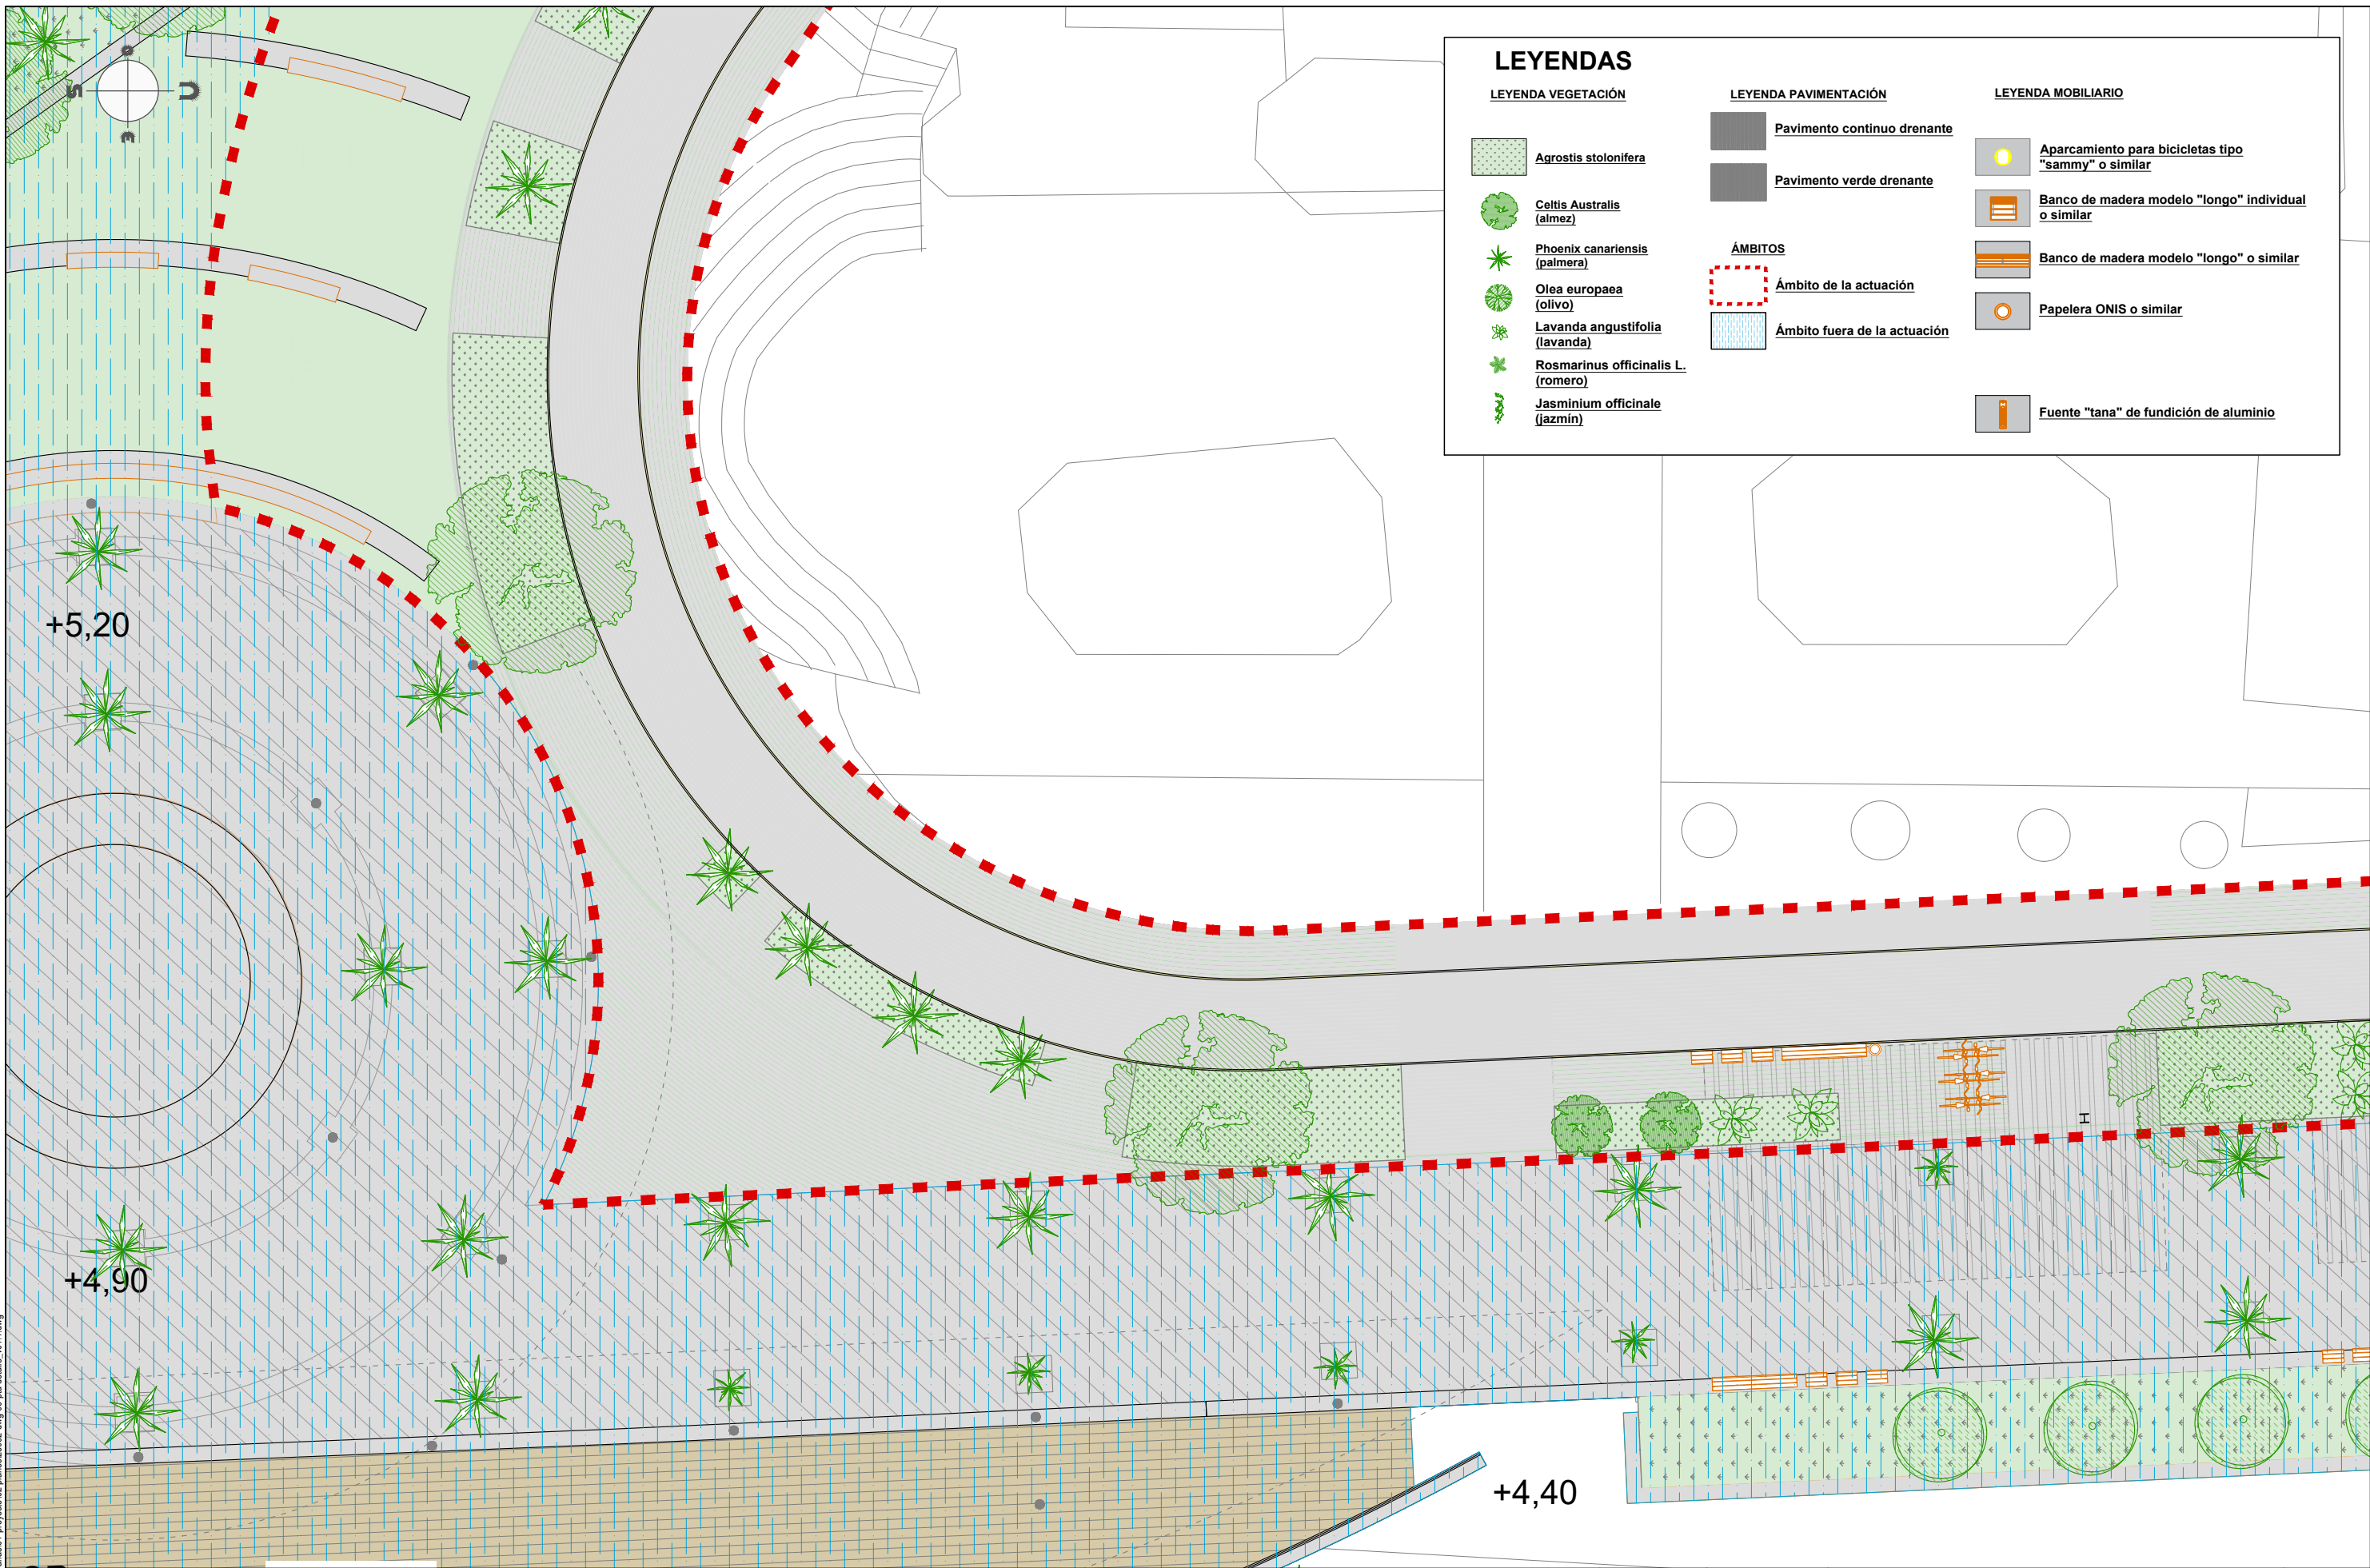 LEYENDAS
LEYENDA VEGETACIÓN
Agrostis stolonifera
Celtis Australis
(almez)
Phoenix canariensis
(palmera)
Olea europaea
(olivo)
Lavanda angustifolia
(lavanda)
Rosmarinus officinalis L.
(romero)
Jasminium officinale
(jazmín)
LEYENDA PAVIMENTACIÓN
Pavimento continuo drenante
Pavimento verde drenante
ÁMBITOS
Ámbito de la actuación
Ámbito fuera de la actuación
LEYENDA MOBILIARIO
Aparcamiento para bicicletas tipo
"sammy" o similar
Banco de madera modelo "longo" individual
o similar
Banco de madera modelo "longo" o similar
Papelera ONIS o similar
Fuente "tana" de fundición de aluminio
o
s
n
e
+5,20
+4,90
+4,40
H